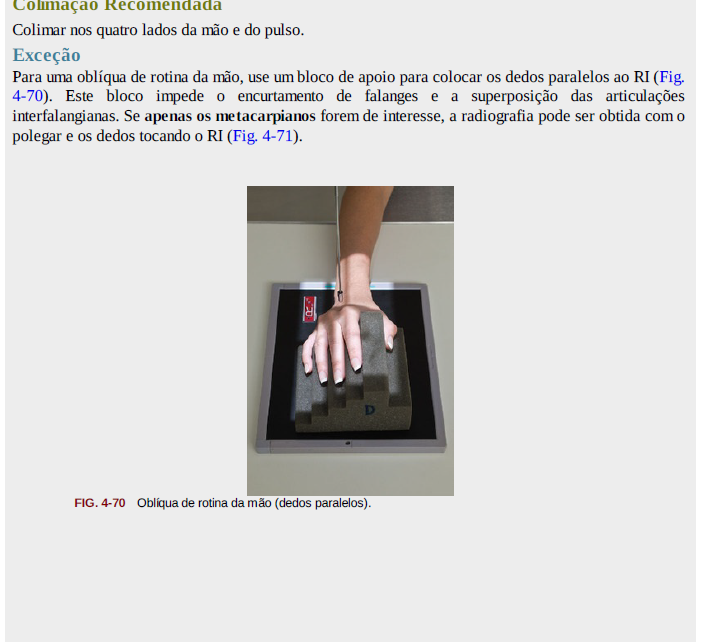 Colimação Recomendada
Colimar nos quatro lados da mão e do pulso.
Exceção
Para uma oblíqua de rotina da mão, use um bloco de apoio para colocar os dedos paralelos ao RI (Fig.
4-70). Este bloco impede o encurtamento de falanges e a superposição das articulações
interfalangianas. Se apenas os metacarpianos forem de interesse, a radiografia pode ser obtida com o
polegar e os dedos tocando o RI (Fig. 4-71).
D
FIG. 4-70 Oblíqua de rotina da mão (dedos paralelos).